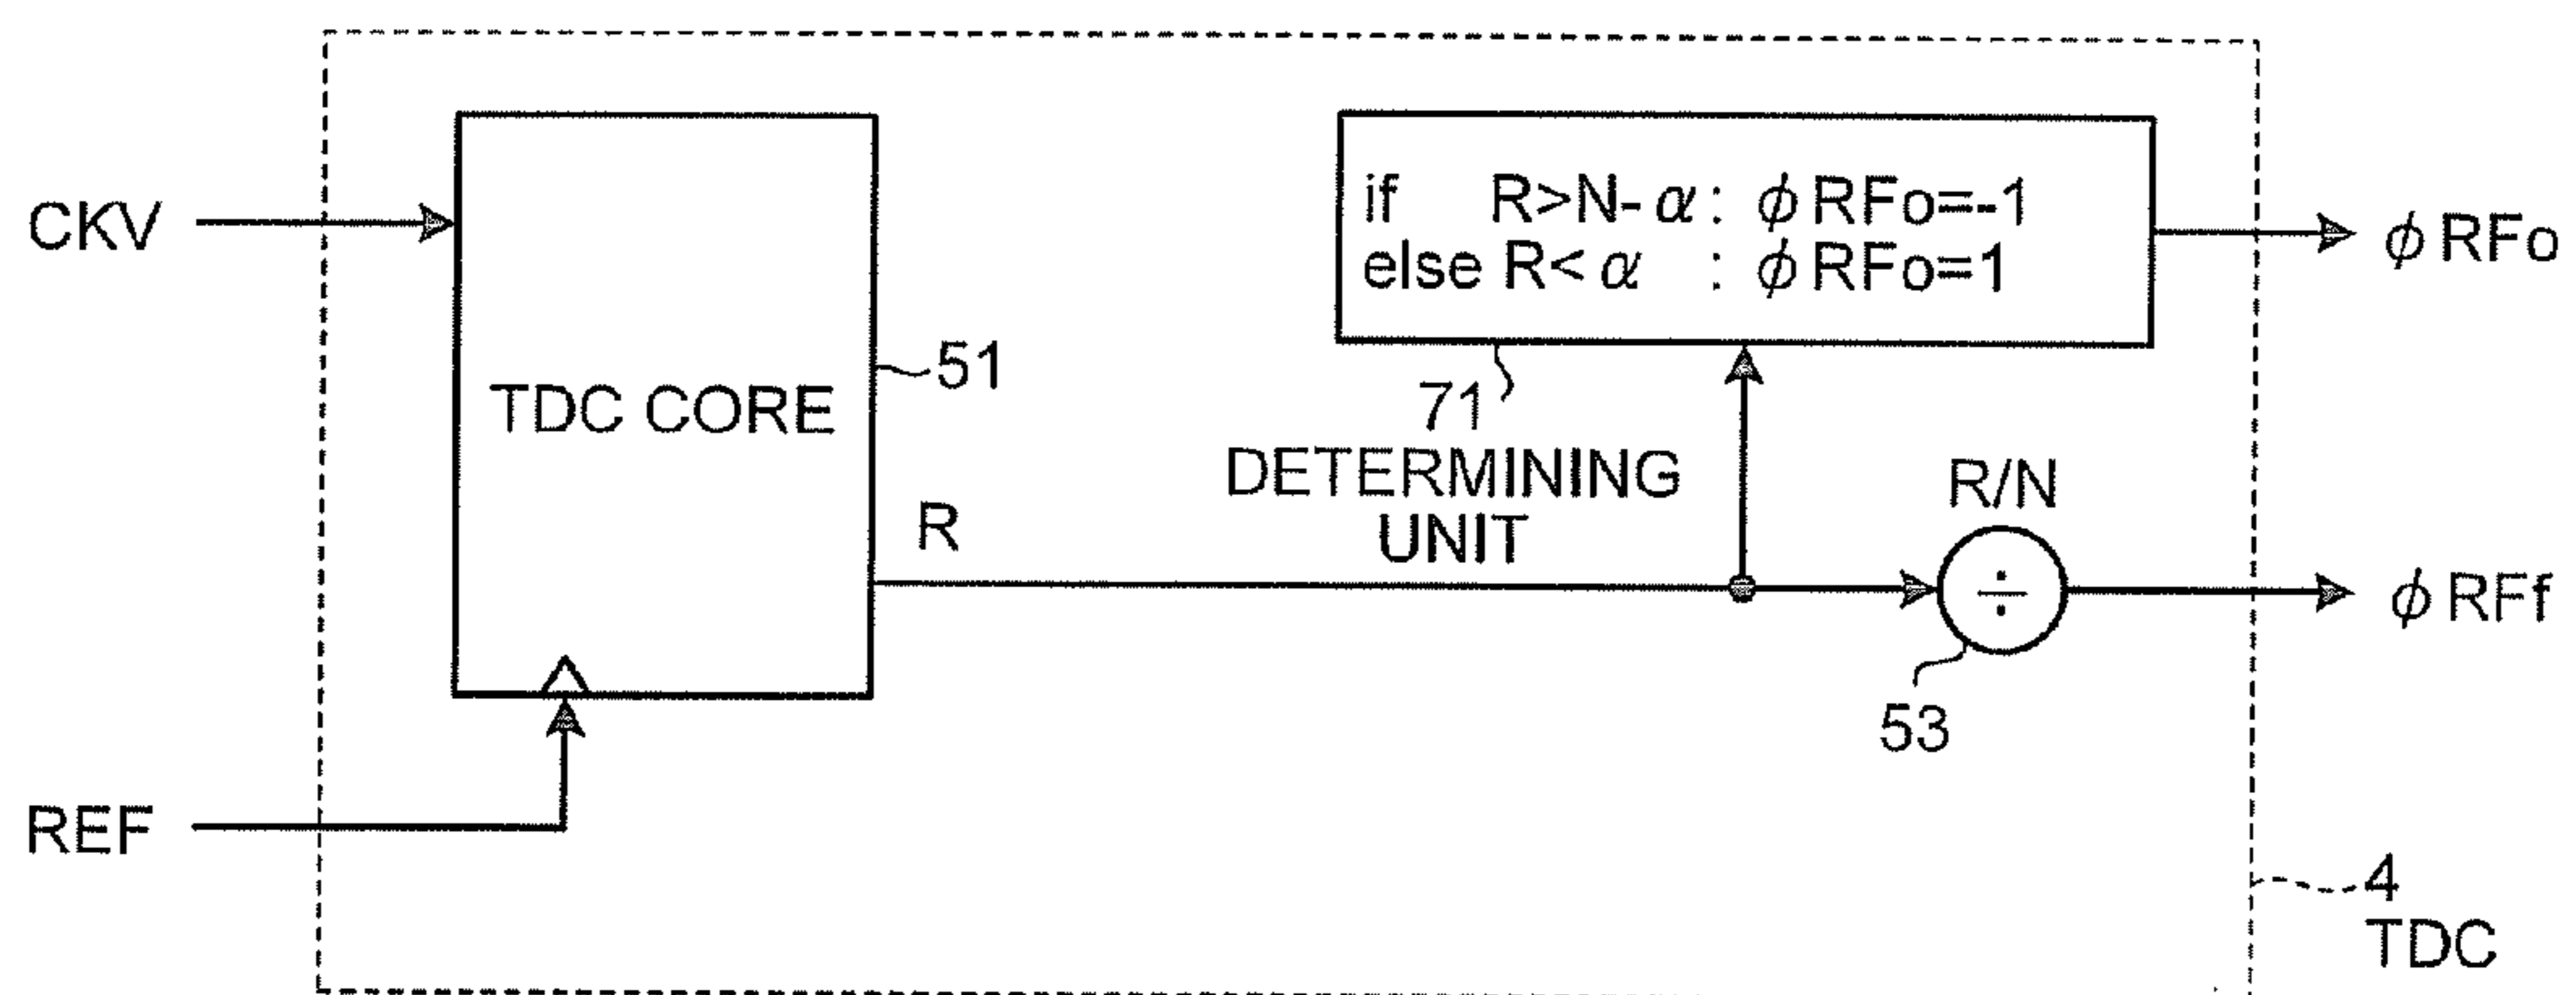 CKV
REF
TDC CORE
51
R
if R>N-α: ϕRFo=-1
else R<α : ϕRFo=1
71
DETERMINING
UNIT
R/N
÷
53
ϕRFo
ϕRFf
4
TDC